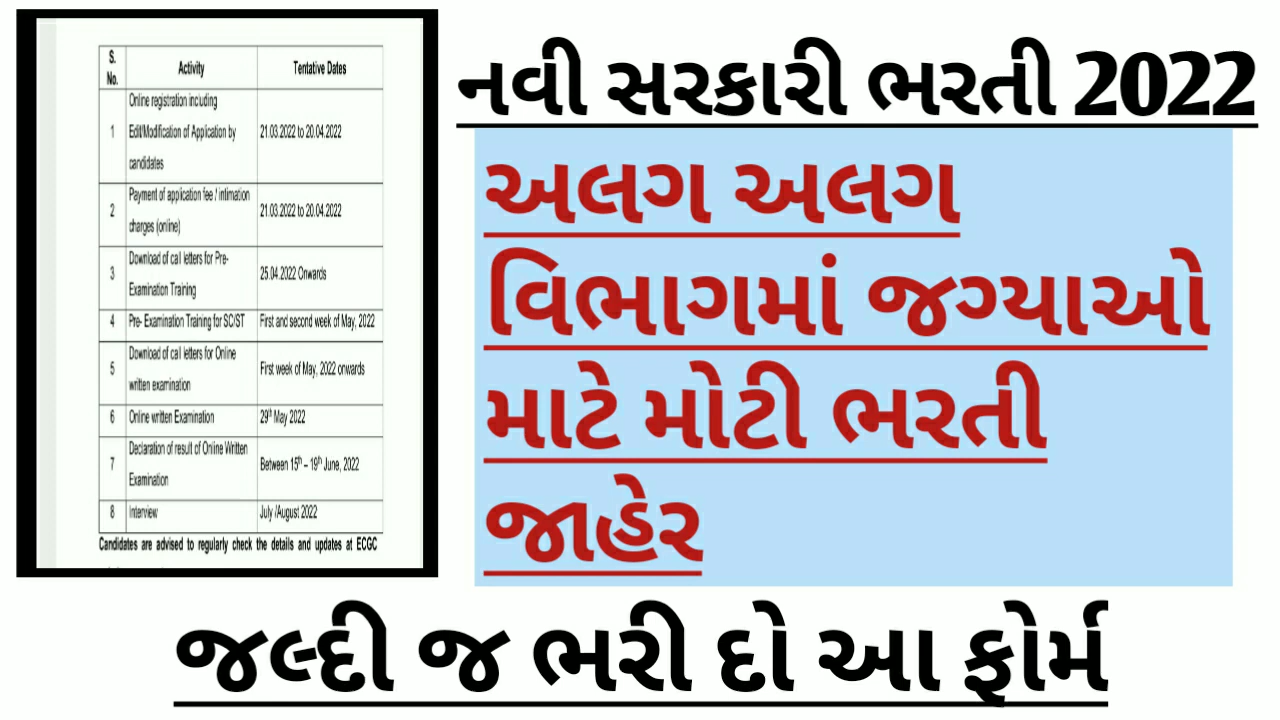 S.
No.
Activity
Tentative Dates
1
Online registration including
Edit/Modification of Application by
candidates
21.03.2022 to 20.04.2022
2
Payment of application fee / intimation
charges (online)
21.03.2022 to 20.04.2022
3
Download of call letters for Pre-
Examination Training
25.04.2022 Onwards
4
Pre- Examination Training for SC/ST
First and second week of May, 2022
5
Download of call letters for Online
written examination
First week of May, 2022 onwards
6
Online written Examination
29th May 2022
7
Declaration of result of Online Written
Examination
Between 15th – 19th June, 2022
8
Interview
July /August 2022
Candidates are advised to regularly check the details and updates at ECGC
નવી સરકારી ભરતી 2022
અલગ અલગ
વિભાગમાં જગ્યાઓ
માટે મોટી ભરતી
જાહેર
જલ્દી જ ભરી દો આ ફોર્મ